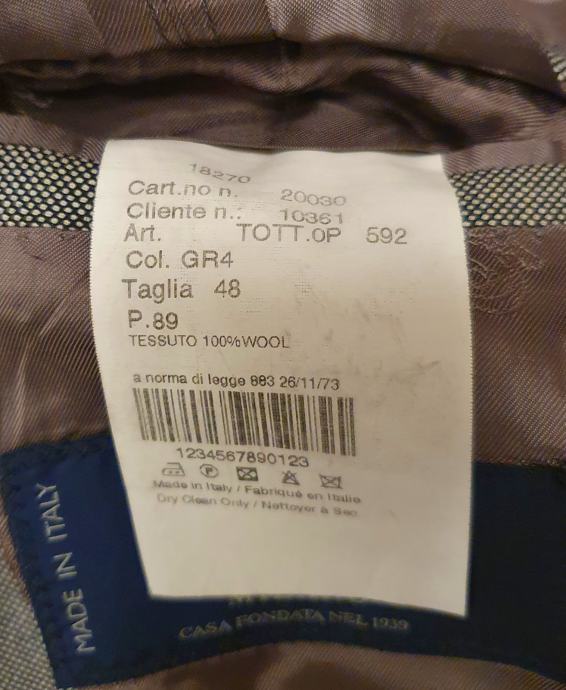 18270
Cart.no n. 20030
Cliente n.: 10361
Art. TOTT.0P 592
Col. GR4
Taglia 48
P.89
TESSUTO 100%WOOL
a norma di legge 883 26/11/73
1234567890123
Made in Italy / Fabriqué en Italie
Dry Clean Only / Nettoyer à Sec
MADE IN ITALY
CASA FONDATA NEL 1939